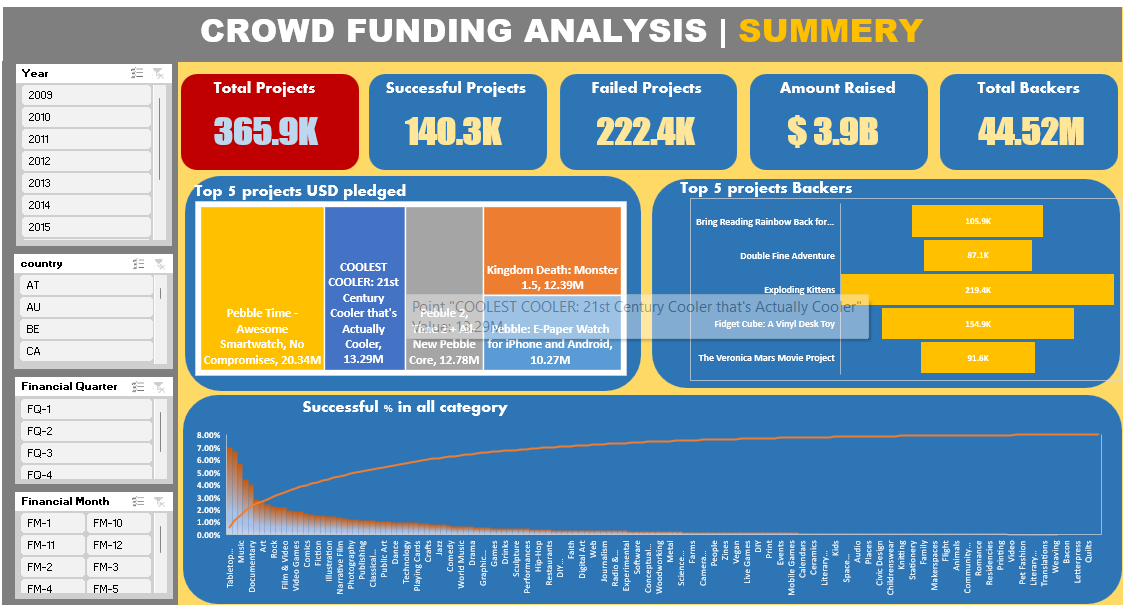 CROWD FUNDING ANALYSIS | SUMMERY
Year
2009
2010
2011
2012
2013
2014
2015
country
AT
AU
BE
CA
Financial Quarter
FQ-1
FQ-2
FQ-3
FQ-4
Financial Month
FM-1 FM-10
FM-11 FM-12
FM-2 FM-3
FM-4 FM-5
Total Projects
365.9K
Successful Projects
140.3K
Failed Projects
222.4K
Amount Raised
$ 3.9B
Total Backers
44.52M
Top 5 projects USD pledged
Pebble Time -
Awesome
Smartwatch, No
Compromises, 20.34M
COOLEST
COOLER: 21st
Century
Cooler that's
Actually
Cooler,
13.29M
Pebble 2,
Time 2 + All-
New Pebble
Core, 12.78M
Kingdom Death: Monster
1.5, 12.39M
Pebble: E-Paper Watch
for iPhone and Android,
10.27M
Point "COOLEST COOLER: 21st Century Cooler that's Actually Cooler"
Value: 13.29M
Top 5 projects Backers
Bring Reading Rainbow Back for...
105.9K
Double Fine Adventure
87.1K
Exploding Kittens
219.4K
Fidget Cube: A Vinyl Desk Toy
154.9K
The Veronica Mars Movie Project
91.6K
Successful % in all category
8.00%
7.00%
6.00%
5.00%
4.00%
3.00%
2.00%
1.00%
0.00%
Tabletop...
Music
Documentary
Art
Rock
Film & Video
Video Games
Comics
Fiction
Illustration
Narrative Film
Photography
Publishing
Classical...
Public Art
Dance
Technology
Playing Cards
Crafts
Jazz
Comedy
World Music
Drama
Graphic...
Games
Drinks
Sculpture
Performances
Hip-Hop
Restaurants
DIY...
Faith
Digital Art
Web
Journalism
Radio &...
Experimental
Software
Conceptual...
Woodworking
Metal
Science...
Farms
Camera...
People
Zines
Vegan
Live Games
DIY
Print
Events
Mobile Games
Calendars
Ceramics
Literary...
Kids
Space...
Audio
Places
Civic Design
Childrenswear
Knitting
Stationery
Family
Makerspaces
Flight
Animals
Community...
Romance
Residencies
Printing
Video
Pet Fashion
Literary...
Translations
Weaving
Bacon
Letterpress
Quilts